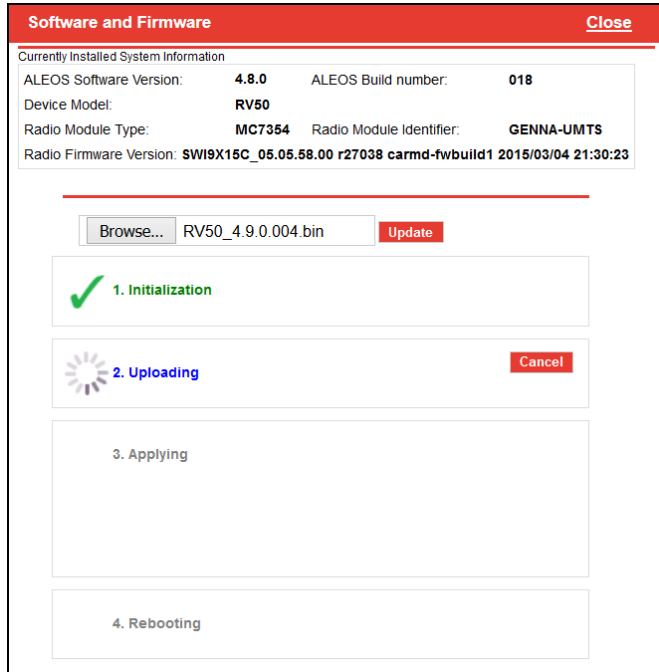 Software and Firmware Close
Currently Installed System Information
ALEOS Software Version: 4.8.0 ALEOS Build number: 018
Device Model: RV50
Radio Module Type: MC7354 Radio Module Identifier: GENNA-UMTS
Radio Firmware Version: SWI9X15C_05.05.58.00 r27038 carmd-fwbuild1 2015/03/04 21:30:23
Browse... RV50_4.9.0.004.bin Update
1. Initialization
2. Uploading Cancel
3. Applying
4. Rebooting